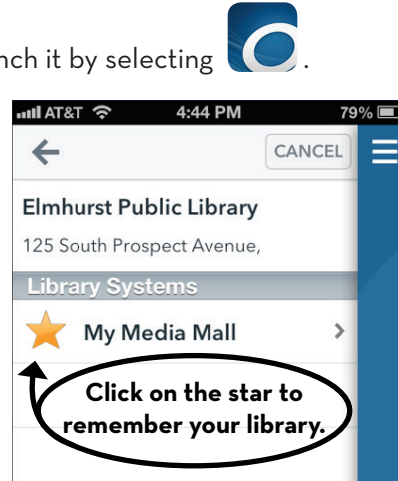 nch it by selecting .
AT&T 4:44 PM 79%
CANCEL
Elmhurst Public Library
125 South Prospect Avenue,
Library Systems
My Media Mall
Click on the star to
remember your library.